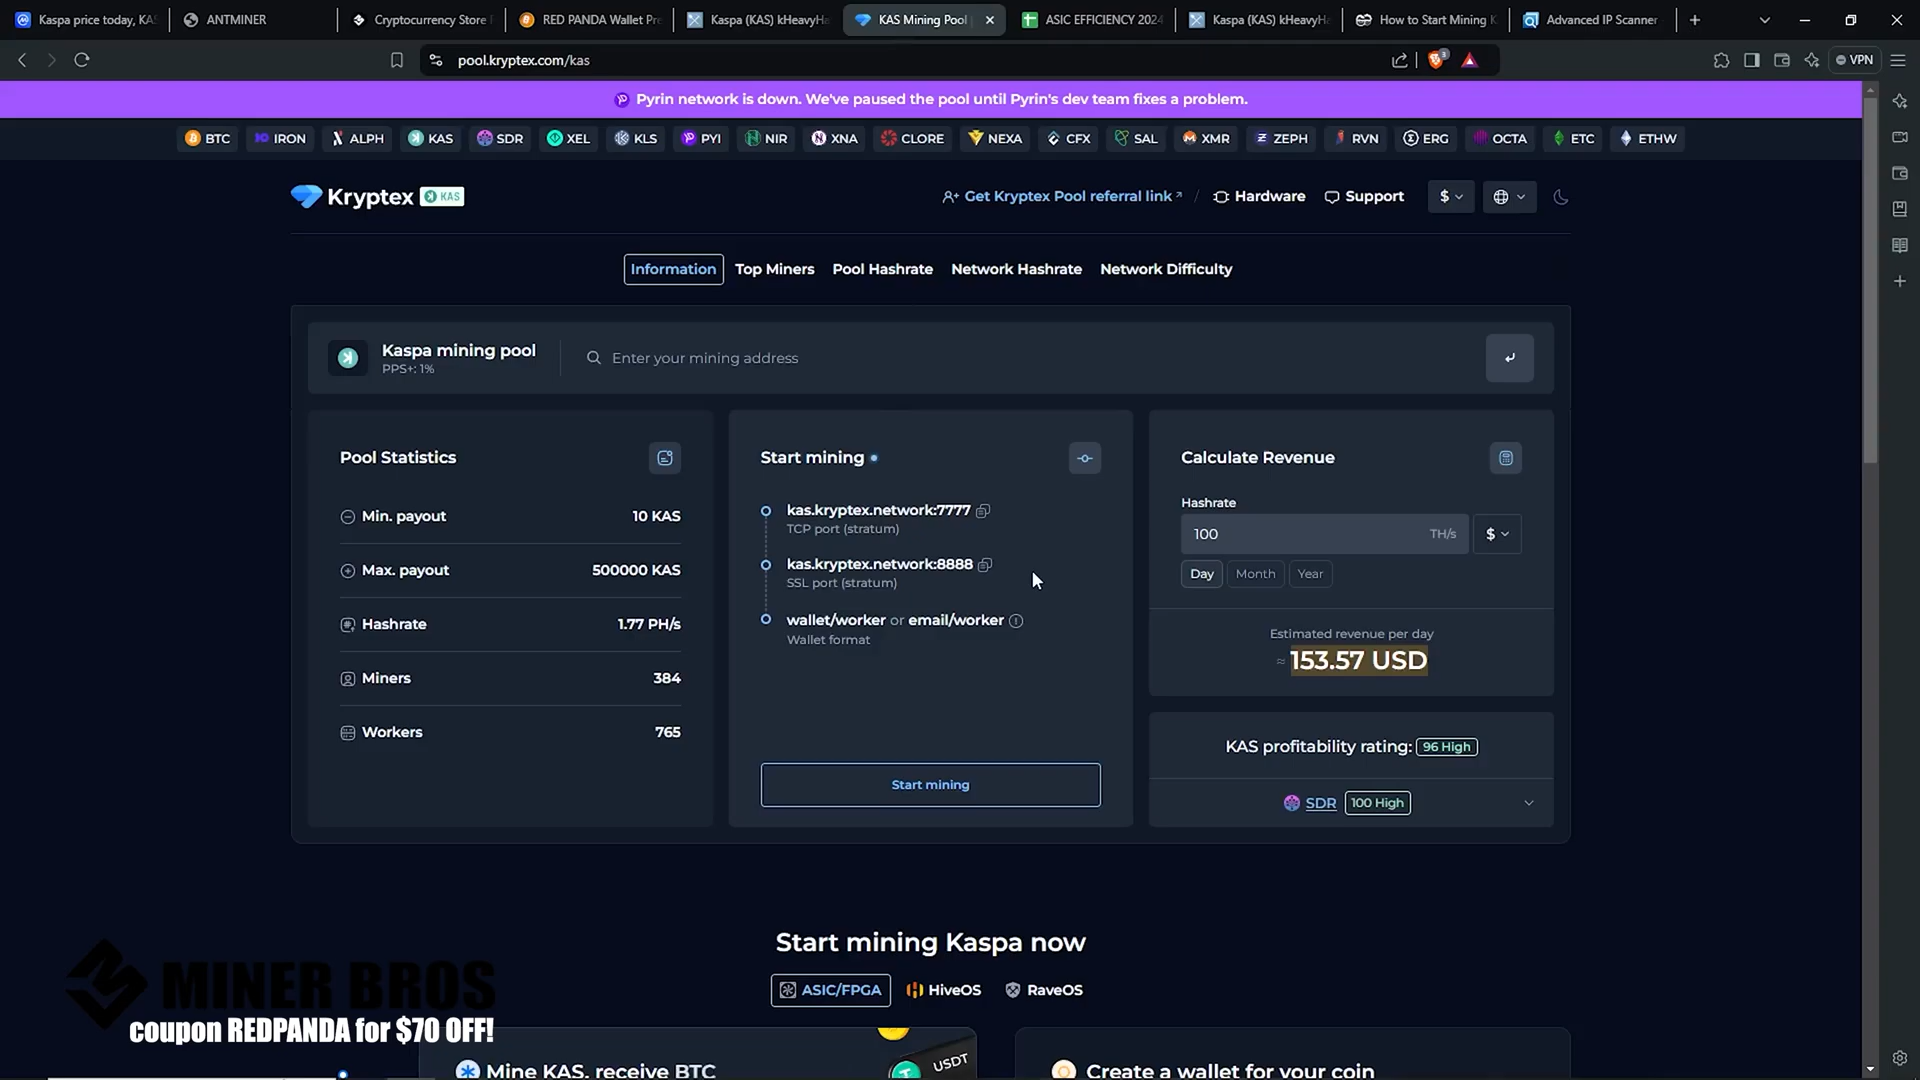 Kaspa price today, KAS
ANTMINER
Cryptocurrency Store
RED PANDA Wallet Pre
Kaspa (KAS) kHeavyHa
KAS Mining Pool
ASIC EFFICIENCY 2024
Kaspa (KAS) kHeavyHa
How to Start Mining K
Advanced IP Scanner
pool.kryptex.com/kas
3
VPN
Pyrin network is down. We've paused the pool until Pyrin's dev team fixes a problem.
BTC IRON ALPH KAS SDR XEL KLS PYI NIR XNA CLORE NEXA CFX SAL XMR ZEPH RVN ERG OCTA ETC ETHW
Kryptex KAS
Get Kryptex Pool referral link ↗ / Hardware Support $
Information Top Miners Pool Hashrate Network Hashrate Network Difficulty
Kaspa mining pool
PPS+: 1%
Enter your mining address
Pool Statistics
Min. payout 10 KAS
Max. payout 500000 KAS
Hashrate 1.77 PH/s
Miners 384
Workers 765
Start mining
kas.kryptex.network:7777
TCP port (stratum)
kas.kryptex.network:8888
SSL port (stratum)
wallet/worker or email/worker
Wallet format
Start mining
Calculate Revenue
Hashrate
100 TH/s $
Day Month Year
Estimated revenue per day
≈ 153.57 USD
KAS profitability rating: 96 High
SDR 100 High
Start mining Kaspa now
ASIC/FPGA HiveOS RaveOS
MINER BROS
coupon REDPANDA for $70 OFF!
Mine KAS, receive BTC
USDT
Create a wallet for your coin